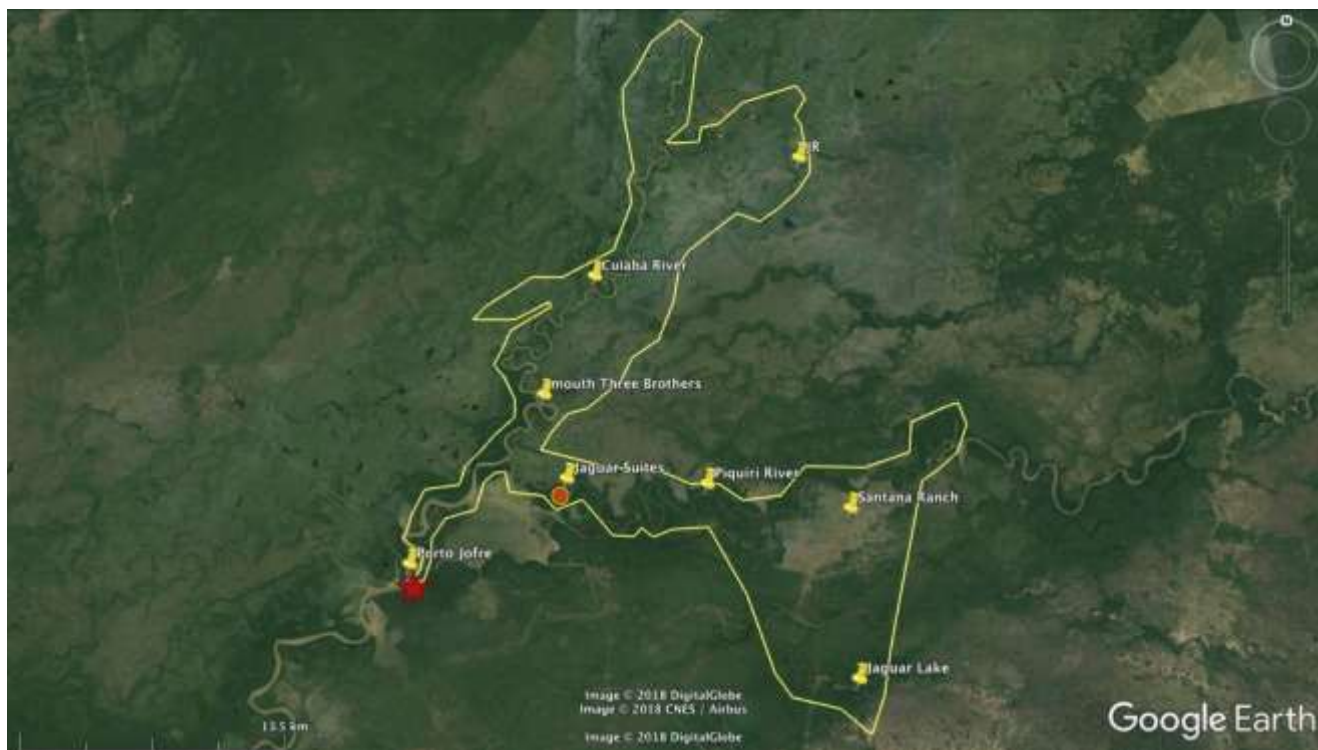 N
Cuiaba River
mouth Three Brothers
Jaguar Suites
Piquiri River
Santana Ranch
Porto Jofre
Jaguar Lake
Image © 2018 DigitalGlobe
Image © 2018 CNES / Airbus
13.5 km
Image © 2018 DigitalGlobe
Google Earth